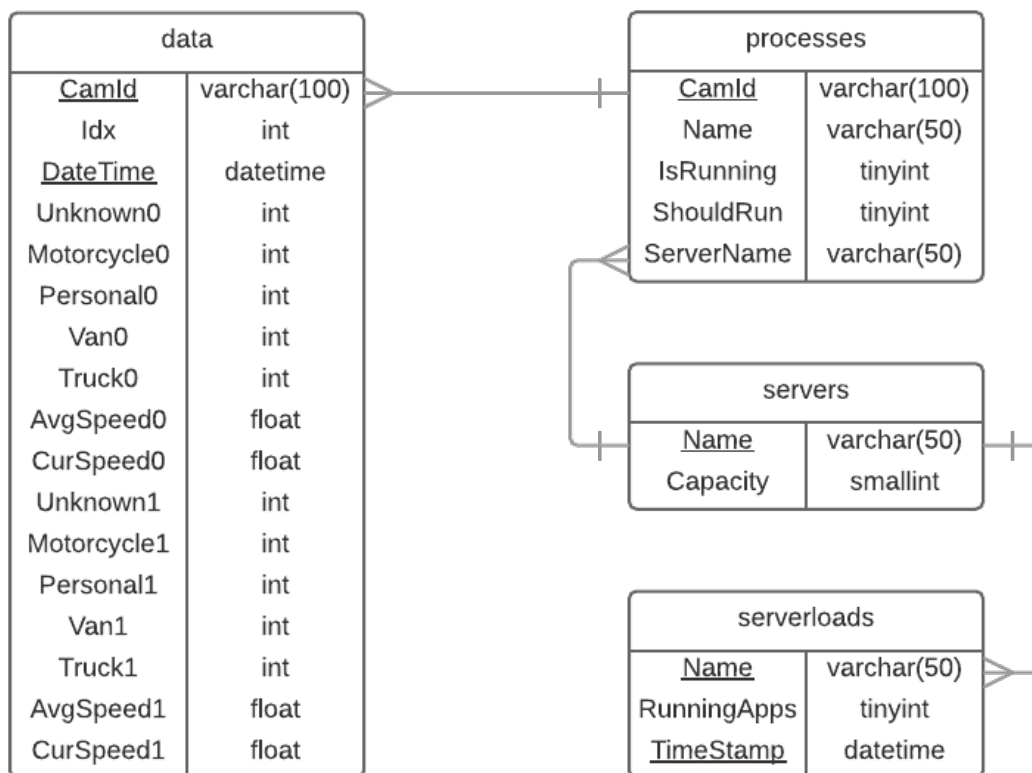 data
CamId varchar(100)
Idx int
DateTime datetime
Unknown0 int
Motorcycle0 int
Personal0 int
Van0 int
Truck0 int
AvgSpeed0 float
CurSpeed0 float
Unknown1 int
Motorcycle1 int
Personal1 int
Van1 int
Truck1 int
AvgSpeed1 float
CurSpeed1 float
processes
CamId varchar(100)
Name varchar(50)
IsRunning tinyint
ShouldRun tinyint
ServerName varchar(50)
servers
Name varchar(50)
Capacity smallint
serverloads
Name varchar(50)
RunningApps tinyint
TimeStamp datetime